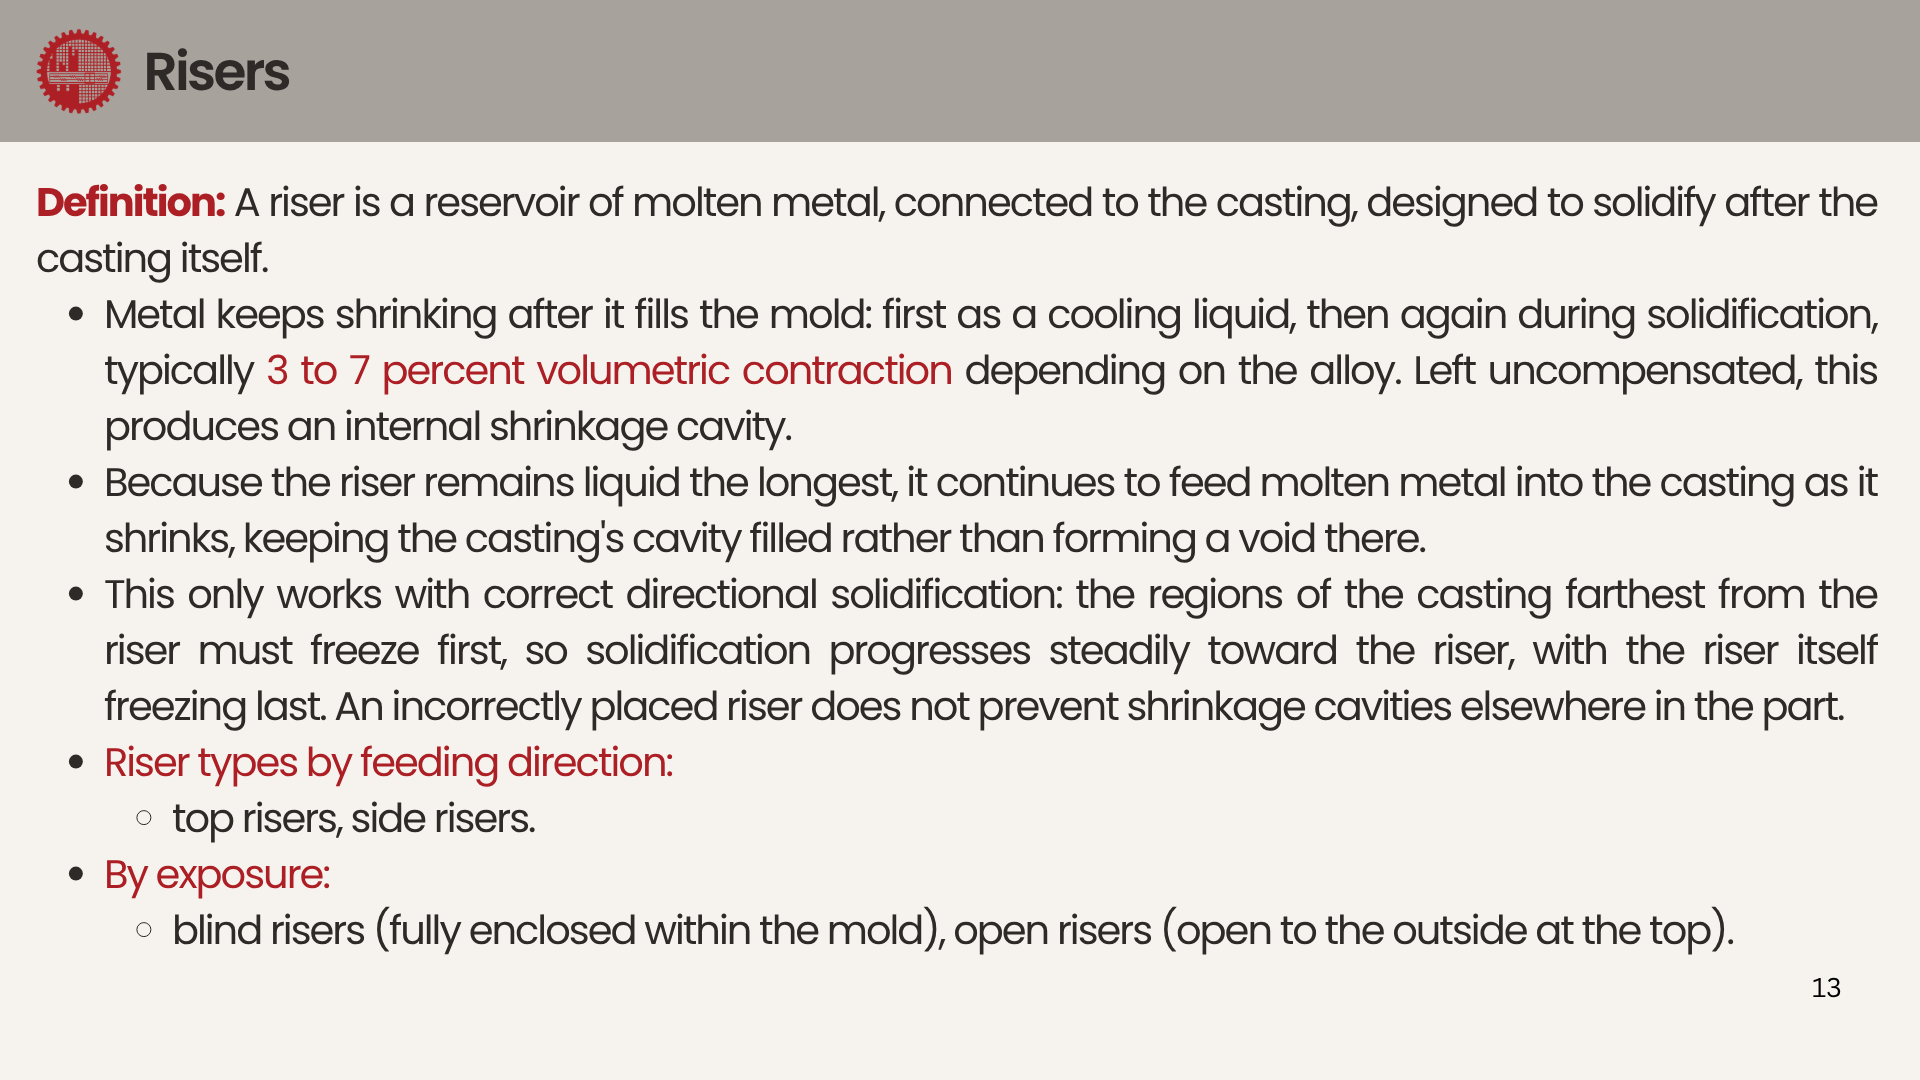 Risers
Definition: A riser is a reservoir of molten metal, connected to the casting, designed to solidify after the
casting itself.
• Metal keeps shrinking after it fills the mold: first as a cooling liquid, then again during solidification,
typically 3 to 7 percent volumetric contraction depending on the alloy. Left uncompensated, this
produces an internal shrinkage cavity.
• Because the riser remains liquid the longest, it continues to feed molten metal into the casting as it
shrinks, keeping the casting's cavity filled rather than forming a void there.
• This only works with correct directional solidification: the regions of the casting farthest from the
riser must freeze first, so solidification progresses steadily toward the riser, with the riser itself
freezing last. An incorrectly placed riser does not prevent shrinkage cavities elsewhere in the part.
• Riser types by feeding direction:
○ top risers, side risers.
• By exposure:
○ blind risers (fully enclosed within the mold), open risers (open to the outside at the top).
13